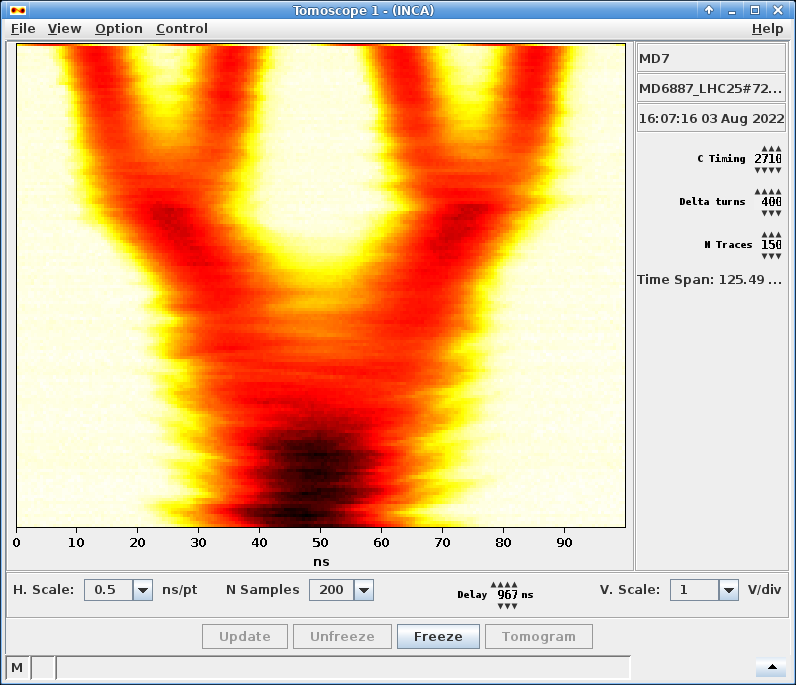 Tomoscope 1 - (INCA)
File View Option Control Help
MD7
MD6887_LHC25#72...
16:07:16 03 Aug 2022
C Timing 2710
Delta turns 400
N Traces 150
Time Span: 125.49 ...
0 10 20 30 40 50 60 70 80 90
ns
H. Scale: 0.5 ns/pt N Samples 200 Delay 967 ns V. Scale: 1 V/div
Update Unfreeze Freeze Tomogram
M